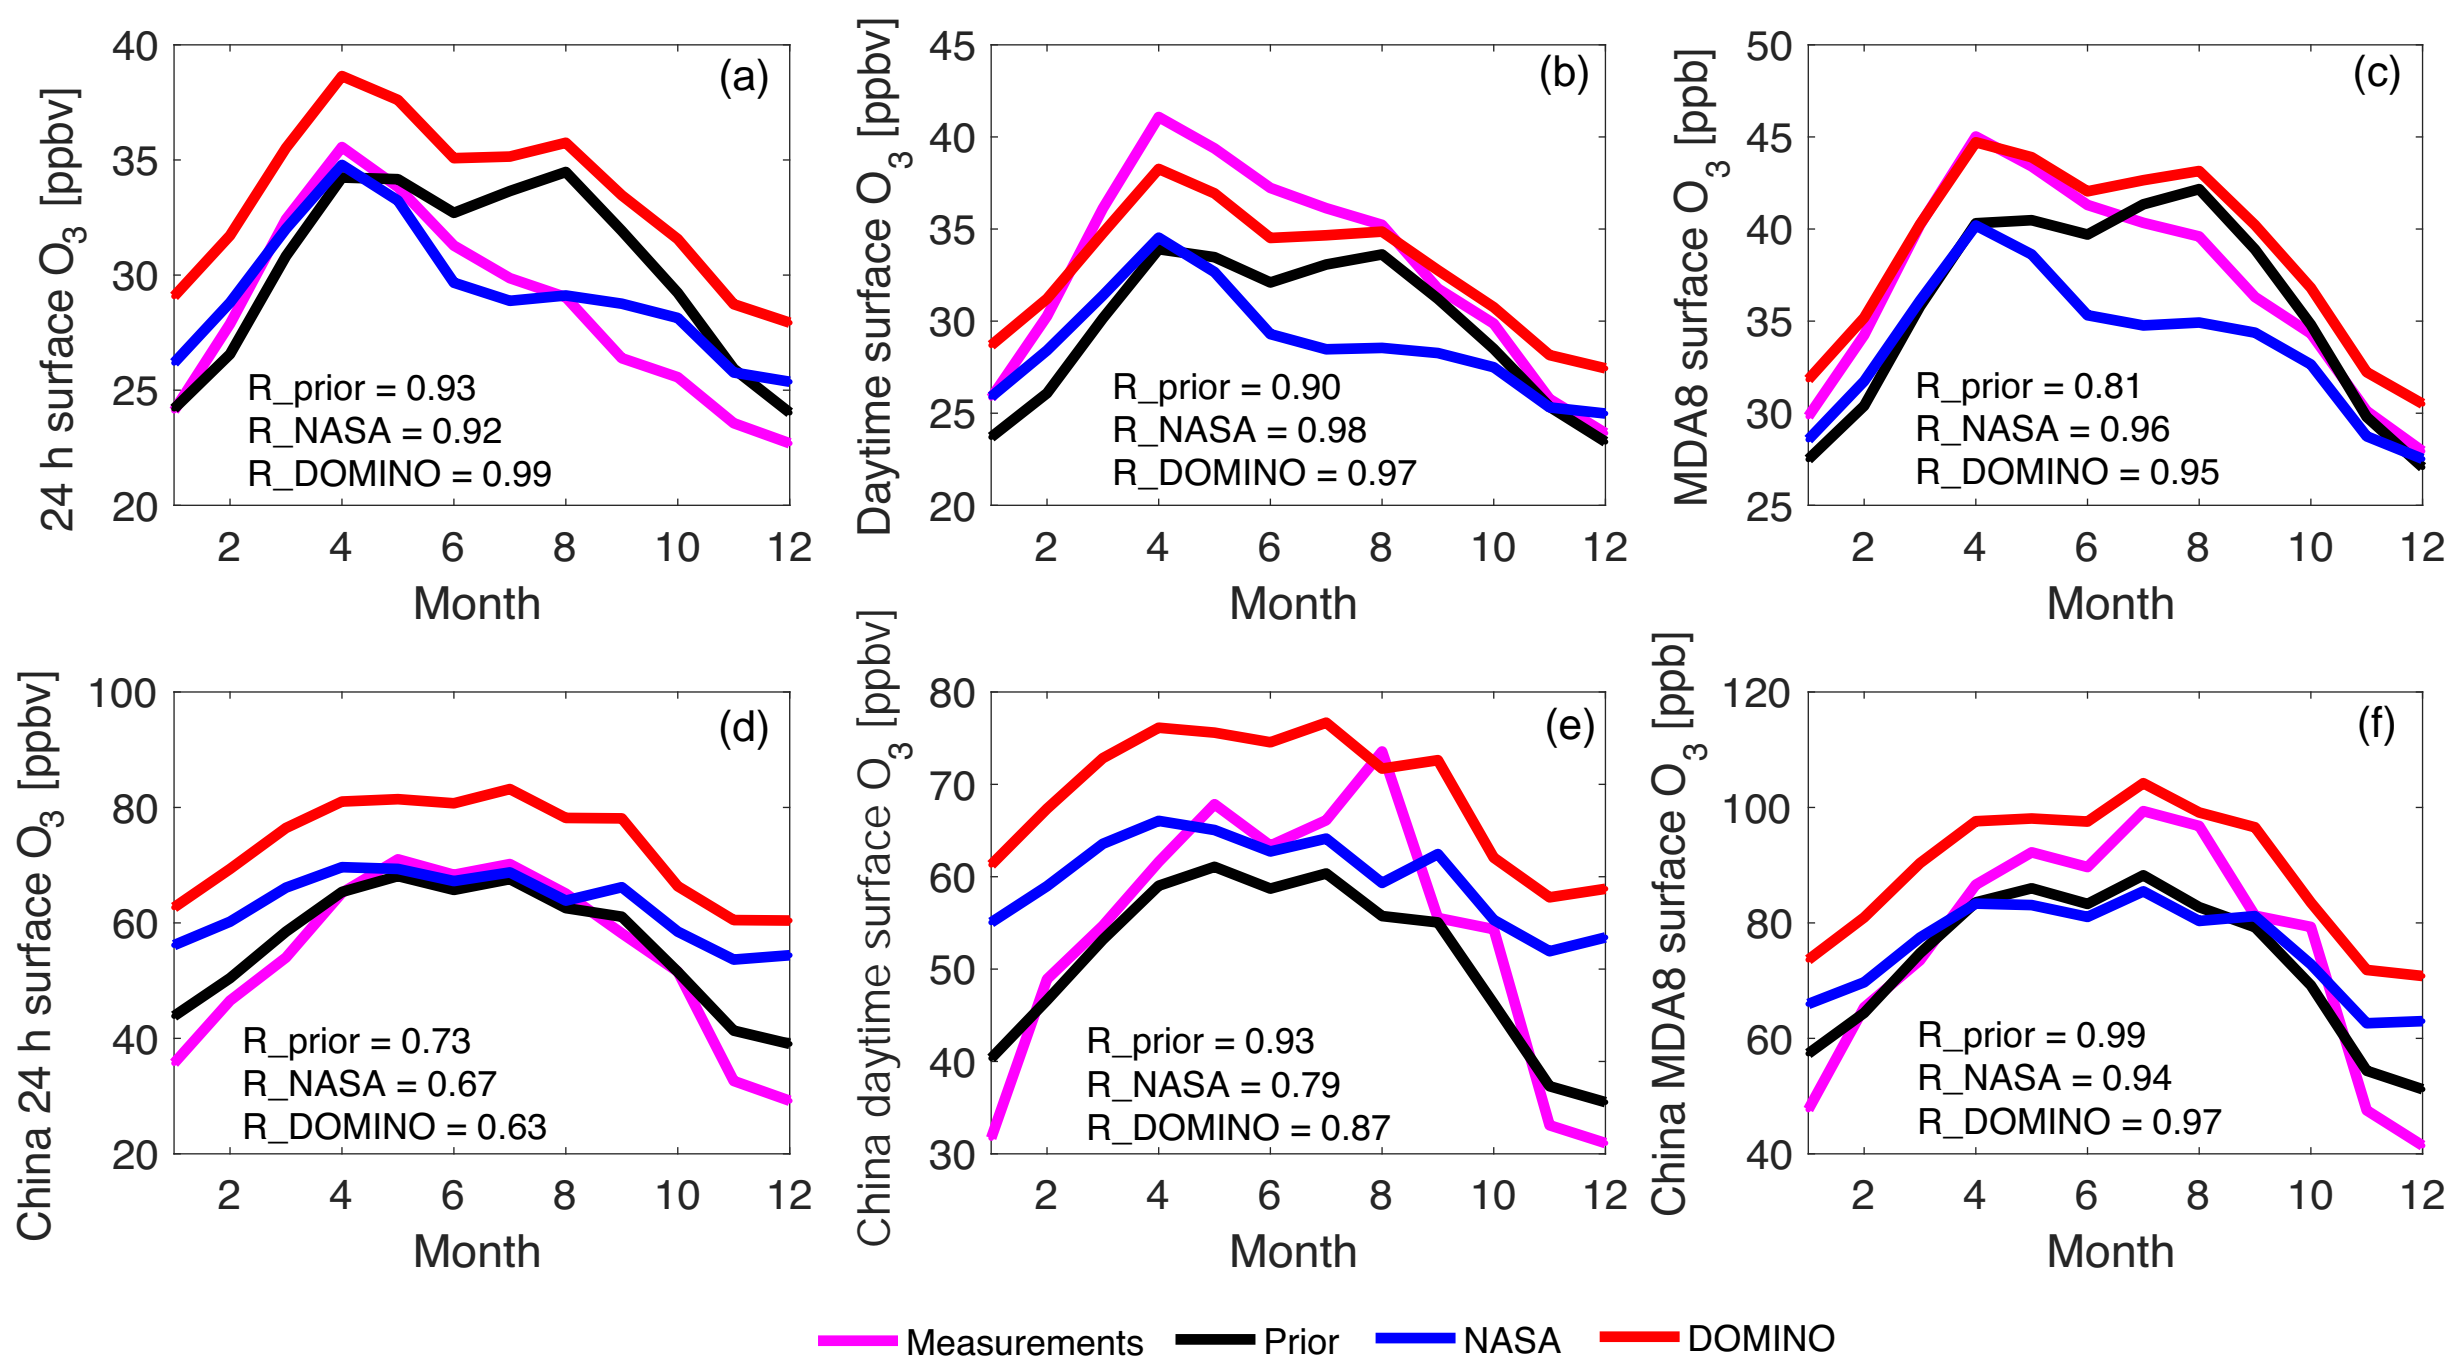 40
35
30
25
20
24 h surface O3 [ppbv]
(a)
R_prior = 0.93
R_NASA = 0.92
R_DOMINO = 0.99
2 4 6 8 10 12
Month
45
40
35
30
25
20
Daytime surface O3 [ppbv]
(b)
R_prior = 0.90
R_NASA = 0.98
R_DOMINO = 0.97
2 4 6 8 10 12
Month
50
45
40
35
30
25
MDA8 surface O3 [ppb]
(c)
R_prior = 0.81
R_NASA = 0.96
R_DOMINO = 0.95
2 4 6 8 10 12
Month
100
80
60
40
20
China 24 h surface O3 [ppbv]
(d)
R_prior = 0.73
R_NASA = 0.67
R_DOMINO = 0.63
2 4 6 8 10 12
Month
80
70
60
50
40
30
China daytime surface O3 [ppbv]
(e)
R_prior = 0.93
R_NASA = 0.79
R_DOMINO = 0.87
2 4 6 8 10 12
Month
120
100
80
60
40
China MDA8 surface O3 [ppb]
(f)
R_prior = 0.99
R_NASA = 0.94
R_DOMINO = 0.97
2 4 6 8 10 12
Month
Measurements Prior NASA DOMINO